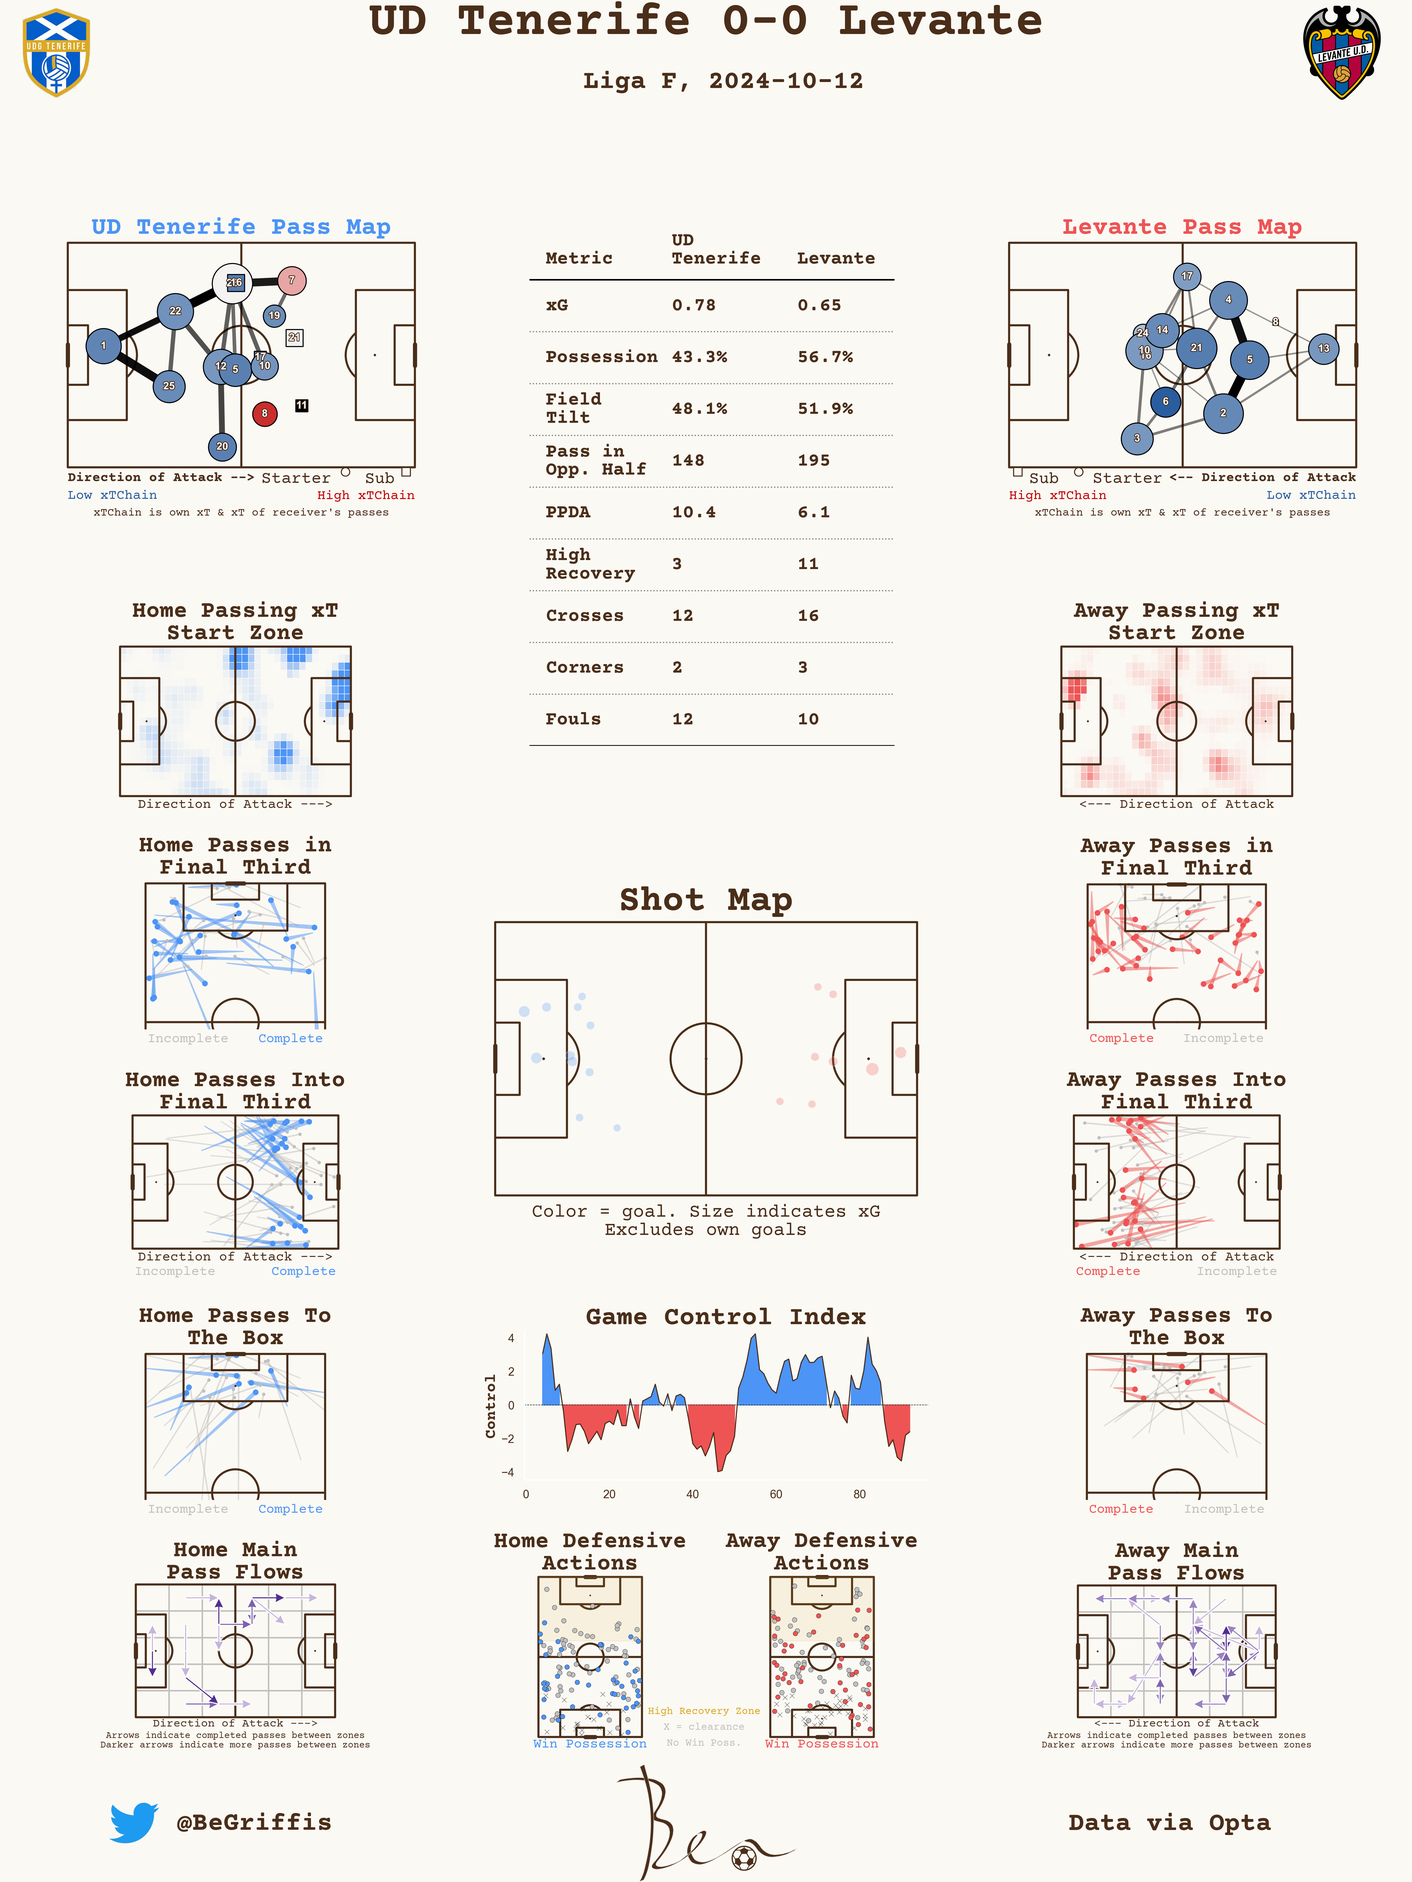 UD Tenerife 0-0 Levante
Liga F, 2024-10-12
UDG TENERIFE
LEVANTE U.D.
UD Tenerife Pass Map
1
22
25
7
19
21
12
5
17
10
8
11
20
Direction of Attack --> Starter Sub
Low xTChain High xTChain
xTChain is own xT & xT of receiver's passes
Metric UD Tenerife Levante
xG 0.78 0.65
Possession 43.3% 56.7%
Field Tilt 48.1% 51.9%
Pass in Opp. Half 148 195
PPDA 10.4 6.1
High Recovery 3 11
Crosses 12 16
Corners 2 3
Fouls 12 10
Levante Pass Map
17
4
8
24
14
10
21
5
13
6
2
3
Sub Starter <-- Direction of Attack
High xTChain Low xTChain
xTChain is own xT & xT of receiver's passes
Home Passing xT
Start Zone
Direction of Attack --->
Away Passing xT
Start Zone
<--- Direction of Attack
Home Passes in
Final Third
Incomplete Complete
Away Passes in
Final Third
Complete Incomplete
Shot Map
Color = goal. Size indicates xG
Excludes own goals
Home Passes Into
Final Third
Direction of Attack --->
Incomplete Complete
Away Passes Into
Final Third
<--- Direction of Attack
Complete Incomplete
Home Passes To
The Box
Incomplete Complete
Game Control Index
Control
4
2
0
−2
−4
0 20 40 60 80
Away Passes To
The Box
Complete Incomplete
Home Main
Pass Flows
Direction of Attack --->
Arrows indicate completed passes between zones
Darker arrows indicate more passes between zones
Home Defensive
Actions
Win Possession
High Recovery Zone
X = clearance
No Win Poss.
Away Defensive
Actions
Win Possession
Away Main
Pass Flows
<--- Direction of Attack
Arrows indicate completed passes between zones
Darker arrows indicate more passes between zones
@BeGriffis
Ben
Data via Opta